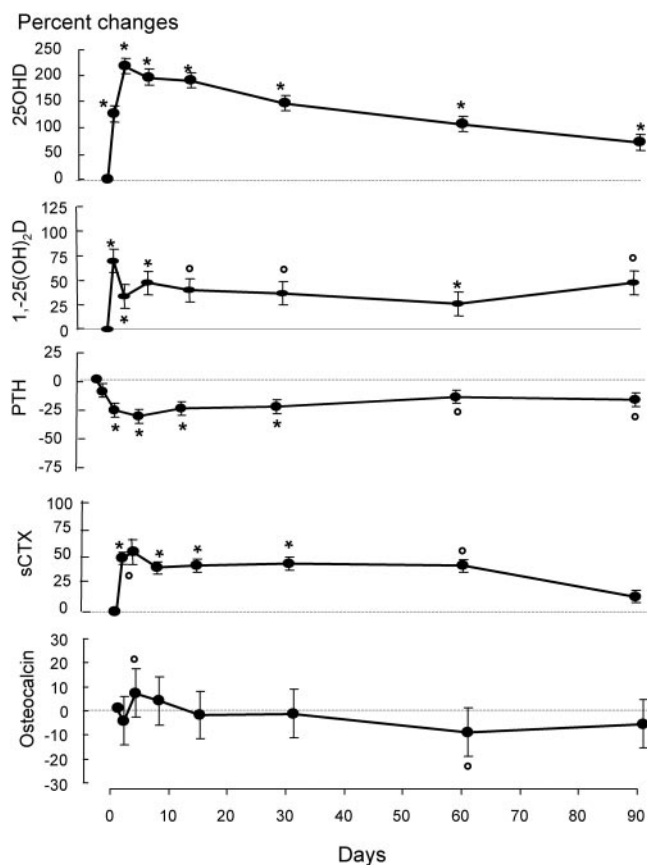 Percent changes
25OHD
250
200
150
100
50
0
* * * * * * * *
1,-25(OH)₂D
125
100
75
50
25
0
* * * ° ° * °
PTH
25
0
-25
-50
-75
* * * * ° °
sCTX
100
75
50
25
0
* ° * * * °
Osteocalcin
30
20
10
0
-10
-20
-30
° °
0 10 20 30 40 50 60 70 80 90
Days